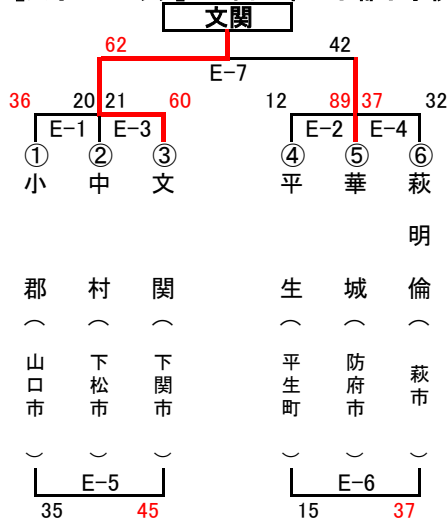 文関
62 42
E-7
36 20 21 60 12 89 37 32
E-1 E-3 E-2 E-4
① ② ③ ④ ⑤ ⑥
小郡（山口市）
中村（下松市）
文関（下関市）
平生（平生町）
華城（防府市）
萩明倫（萩市）
E-5 E-6
35 45 15 37